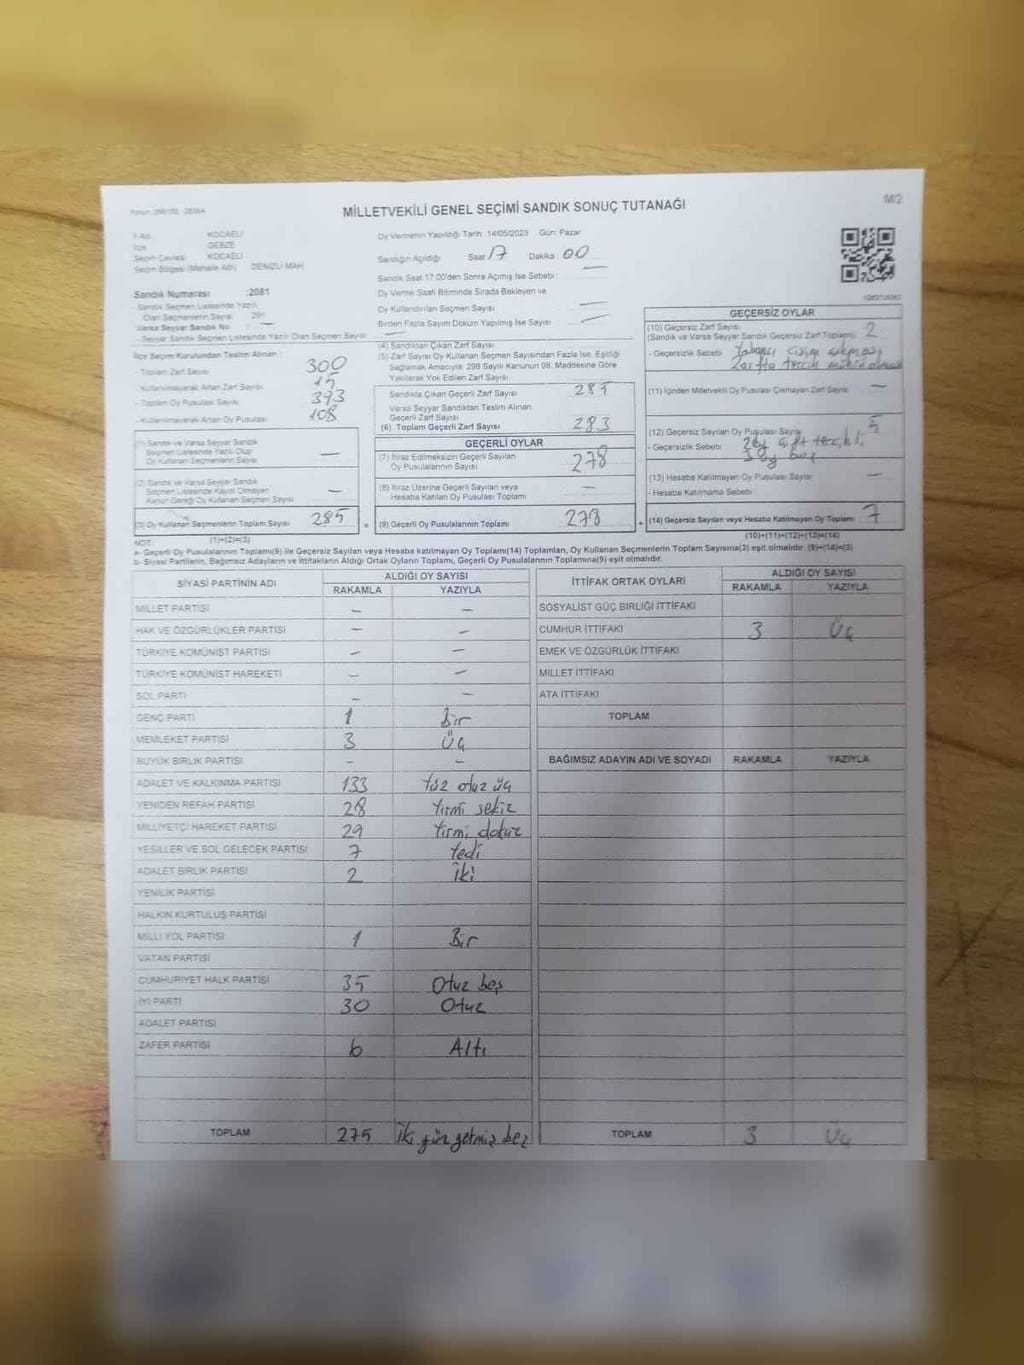 MİLLETVEKİLİ GENEL SEÇİMİ SANDIK SONUÇ TUTANAĞI
M/2
KOCAELİ
GEBZE
Seçim Çevresi KOCAELİ
Seçim Bölgesi (Mahalle Adı) DENİZLİ MAH
Sandık Numarası :2081
- Sandık Seçmen Listesinde Yazılı
Olan Seçmenlerin Sayısı 291
Varsa Seyyar Sandık No —
- Seyyar Sandık Seçmen Listesinde Yazılı Olan Seçmen Sayısı
Oy Vermenin Yapıldığı Tarih :14/05/2023 Gün: Pazar
Sandığın Açıldığı Saat 17 Dakika 00
Sandık Saat 17.00'den Sonra Açılmış İse Sebebi: —
Oy Verme Saati Bitiminde Sırada Bekleyen ve
Oy Kullandırılan Seçmen Sayısı —
Birden Fazla Sayım Döküm Yapılmış İse Sayısı —
İlçe Seçim Kurulundan Teslim Alınan
- Toplam Zarf Sayısı 300
- Kullanılmayarak Artan Zarf Sayısı 15
- Toplam Oy Pusulası Sayısı 393
- Kullanılmayarak Artan Oy Pusulası 108
(1) Sandık ve Varsa Seyyar Sandık
Seçmen Listesinde Yazılı Olup
Oy Kullanan Seçmenlerin Sayısı —
(2) Sandık ve Varsa Seyyar Sandık
Seçmen Listesinde Kayıtlı Olmayan
Kanun Gereği Oy Kullanan Seçmen Sayısı —
(3) Oy Kullanan Seçmenlerin Toplam Sayısı 285
(1)+(2)=(3)
(4) Sandıktan Çıkan Zarf Sayısı
(5) Zarf Sayısı Oy Kullanan Seçmen Sayısından Fazla İse, Eşitliği
Sağlamak Amacıyla; 298 Sayılı Kanunun 98. Maddesine Göre
Yakılarak Yok Edilen Zarf Sayısı
Sandıkta Çıkan Geçerli Zarf Sayısı 285
Varsa Seyyar Sandıktan Teslim Alınan
Geçerli Zarf Sayısı
(6) Toplam Geçerli Zarf Sayısı 283
GEÇERLİ OYLAR
(7) İtiraz Edilmeksizin Geçerli Sayılan
Oy Pusulalarının Sayısı 278
(8) İtiraz Üzerine Geçerli Sayılan veya
Hesaba Katılan Oy Pusulası Toplamı —
(9) Geçerli Oy Pusulalarının Toplamı 278
GEÇERSİZ OYLAR
(10) Geçersiz Zarf Sayısı
(Sandık ve Varsa Seyyar Sandık Geçersiz Zarf Toplamı) 2
- Geçersizlik Sebebi Yabancı cisim
Zarfta tercih
(11) İçinden Milletvekili Oy Pusulası Çıkmayan Zarf Sayısı —
(12) Geçersiz Sayılan Oy Pusulası Sayısı 5
- Geçersizlik Sebebi 2 oy çift tercihli
3 oy boş
(13) Hesaba Katılmayan Oy Pusulası Sayısı —
- Hesaba Katılmama Sebebi
(14) Geçersiz Sayılan veya Hesaba Katılmayan Oy Toplamı 7
(10)+(11)+(12)+(13)=(14)
NOT:
a- Geçerli Oy Pusulaları Toplamı(9) ile Geçersiz Sayılan veya Hesaba katılmayan Oy Toplamı(14) Toplamları, Oy Kullanan Seçmenlerin Toplam Sayısına(3) eşit olmalıdır. (9)+(14)=(3)
b- Siyasi Partilerin, Bağımsız Adayların ve İttifakların Aldığı Ortak Oyların Toplamı, Geçerli Oy Pusulalarının Toplamına(9) eşit olmalıdır.
SİYASİ PARTİNİN ADI ALDIĞI OY SAYISI
RAKAMLA YAZIYLA
MİLLET PARTİSİ — —
HAK VE ÖZGÜRLÜKLER PARTİSİ — —
TÜRKİYE KOMÜNİST PARTİSİ — —
TÜRKİYE KOMÜNİST HAREKETİ — —
SOL PARTİ — —
GENÇ PARTİ 1 Bir
MEMLEKET PARTİSİ 3 Üç
BÜYÜK BİRLİK PARTİSİ - —
ADALET VE KALKINMA PARTİSİ 133 Yüz otuz üç
YENİDEN REFAH PARTİSİ 28 Yirmi sekiz
MİLLİYETÇİ HAREKET PARTİSİ 29 Yirmi dokuz
YEŞİLLER VE SOL GELECEK PARTİSİ 7 Yedi
ADALET BİRLİK PARTİSİ 2 İki
YENİLİK PARTİSİ
HALKIN KURTULUŞ PARTİSİ
MİLLİ YOL PARTİSİ 1 Bir
VATAN PARTİSİ
CUMHURİYET HALK PARTİSİ 35 Otuz beş
İYİ PARTİ 30 Otuz
ADALET PARTİSİ
ZAFER PARTİSİ 6 Altı
TOPLAM 275 İki yüz yetmiş beş
İTTİFAK ORTAK OYLARI ALDIĞI OY SAYISI
RAKAMLA YAZIYLA
SOSYALİST GÜÇ BİRLİĞİ İTTİFAKI
CUMHUR İTTİFAKI 3 Üç
EMEK VE ÖZGÜRLÜK İTTİFAKI
MİLLET İTTİFAKI
ATA İTTİFAKI
TOPLAM
BAĞIMSIZ ADAYIN ADI VE SOYADI RAKAMLA YAZIYLA
TOPLAM 3 Üç